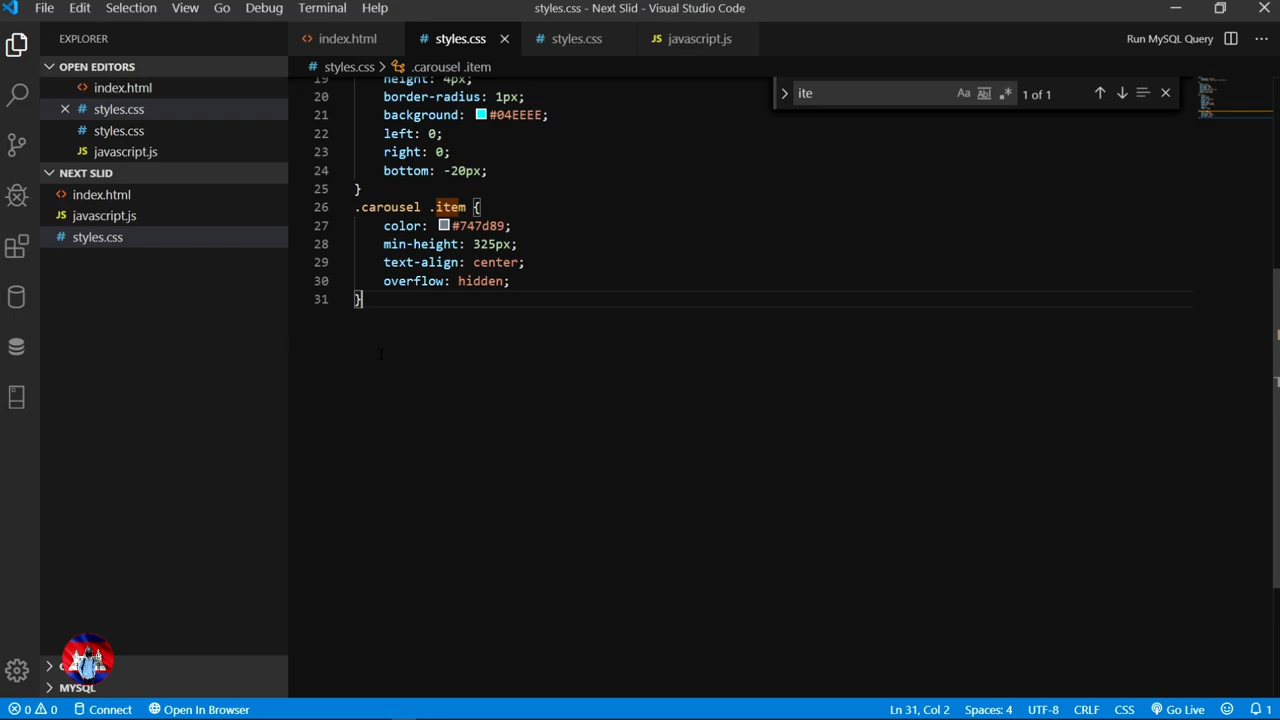 File Edit Selection View Go Debug Terminal Help
styles.css - Next Slid - Visual Studio Code
EXPLORER
index.html
styles.css
styles.css
javascript.js
Run MySQL Query
OPEN EDITORS
index.html
styles.css
styles.css
javascript.js
NEXT SLID
index.html
javascript.js
styles.css
MYSQL
styles.css > .carousel .item
ite
Aa Abl .*
1 of 1
19 height: 4px;
20 border-radius: 1px;
21 background: #04EEEE;
22 left: 0;
23 right: 0;
24 bottom: -20px;
25 }
26 .carousel .item {
27 color: #747d89;
28 min-height: 325px;
29 text-align: center;
30 overflow: hidden;
31 }
0 0 Connect Open In Browser
Ln 31, Col 2 Spaces: 4 UTF-8 CRLF CSS Go Live 1